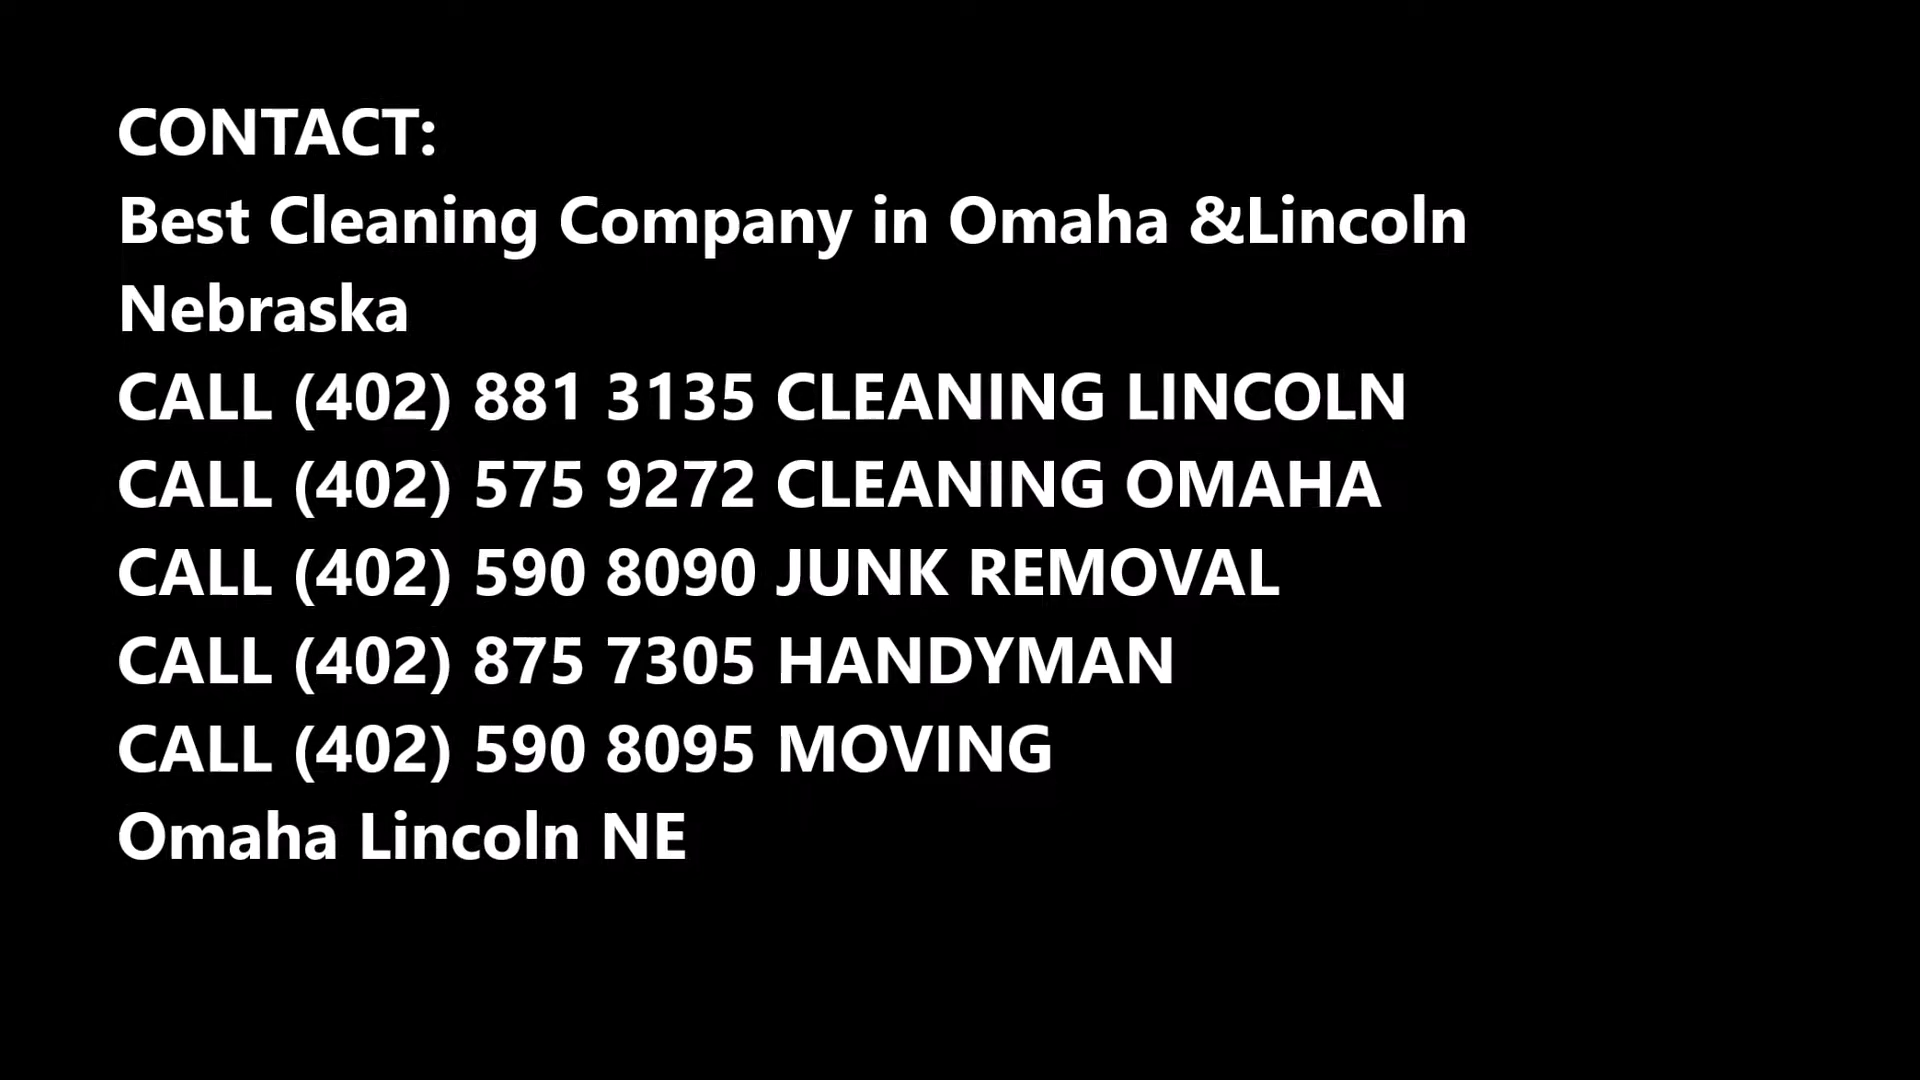 CONTACT:
Best Cleaning Company in Omaha &Lincoln
Nebraska
CALL (402) 881 3135 CLEANING LINCOLN
CALL (402) 575 9272 CLEANING OMAHA
CALL (402) 590 8090 JUNK REMOVAL
CALL (402) 875 7305 HANDYMAN
CALL (402) 590 8095 MOVING
Omaha Lincoln NE